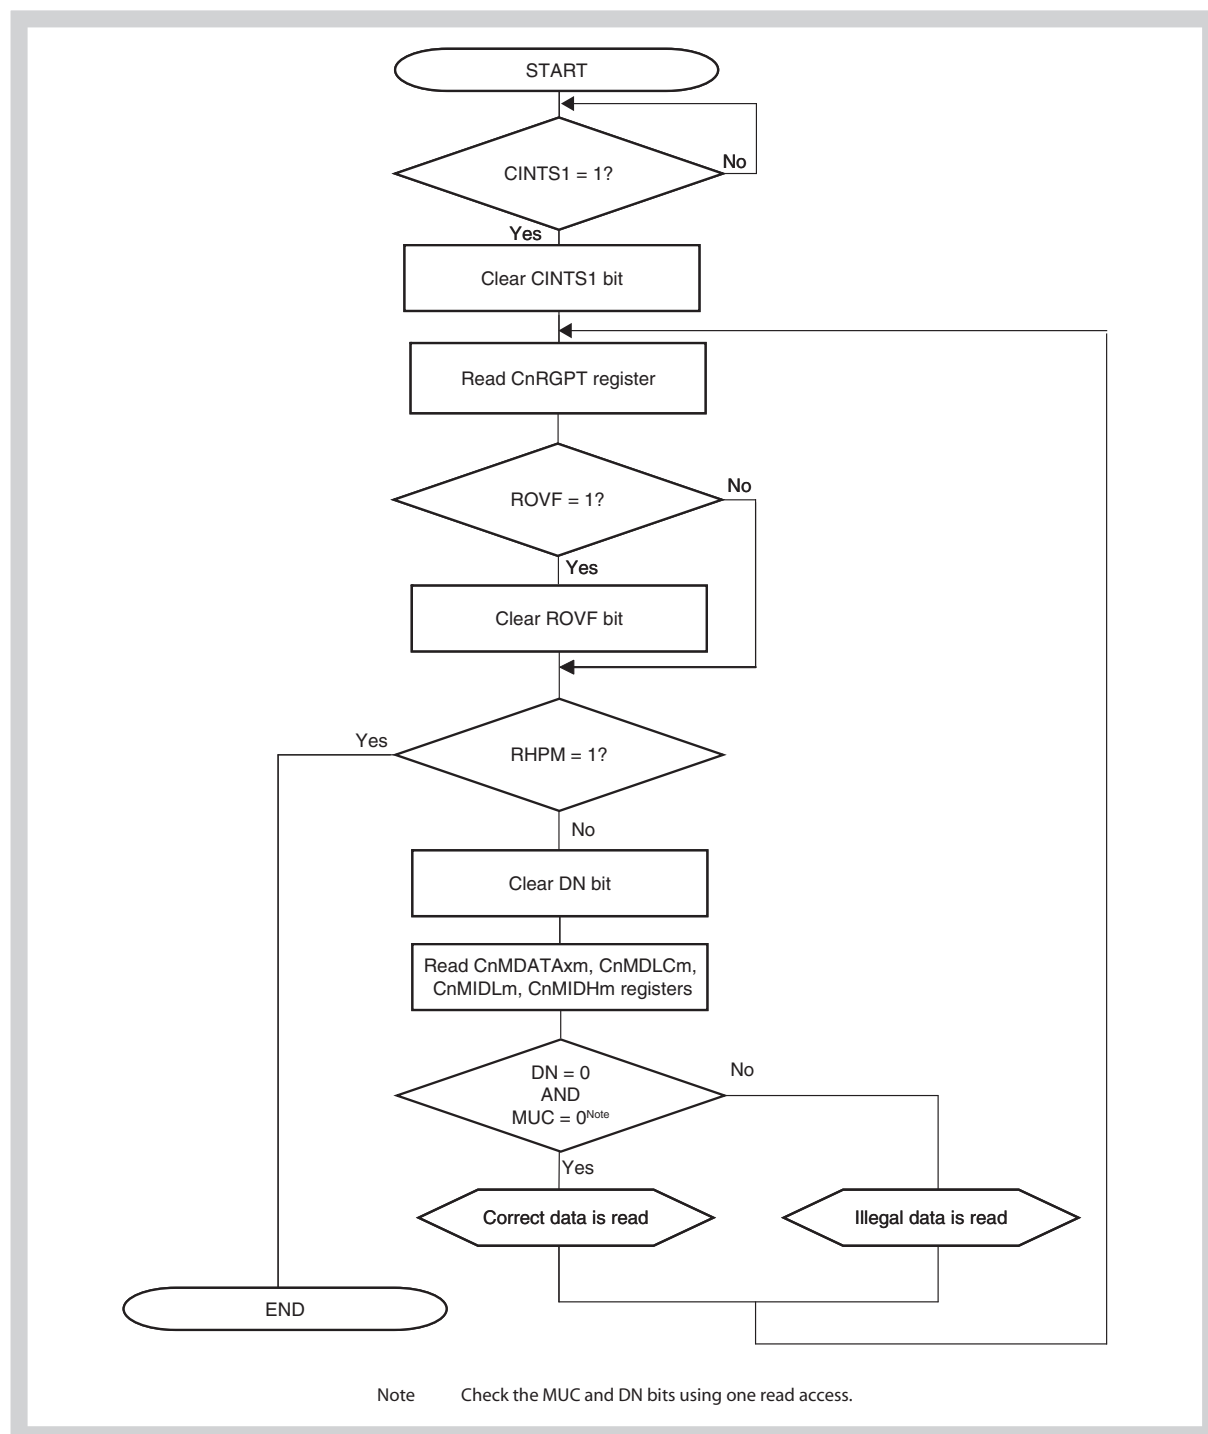 START
No
CINTS1 = 1?
Yes
Clear CINTS1 bit
Read CnRGPT register
No
ROVF = 1?
Yes
Clear ROVF bit
Yes
RHPM = 1?
No
Clear DN bit
Read CnMDATAxm, CnMDLCm,
CnMIDLm, CnMIDHm registers
No
DN = 0
AND
MUC = 0Note
Yes
Correct data is read
Illegal data is read
END
Note Check the MUC and DN bits using one read access.